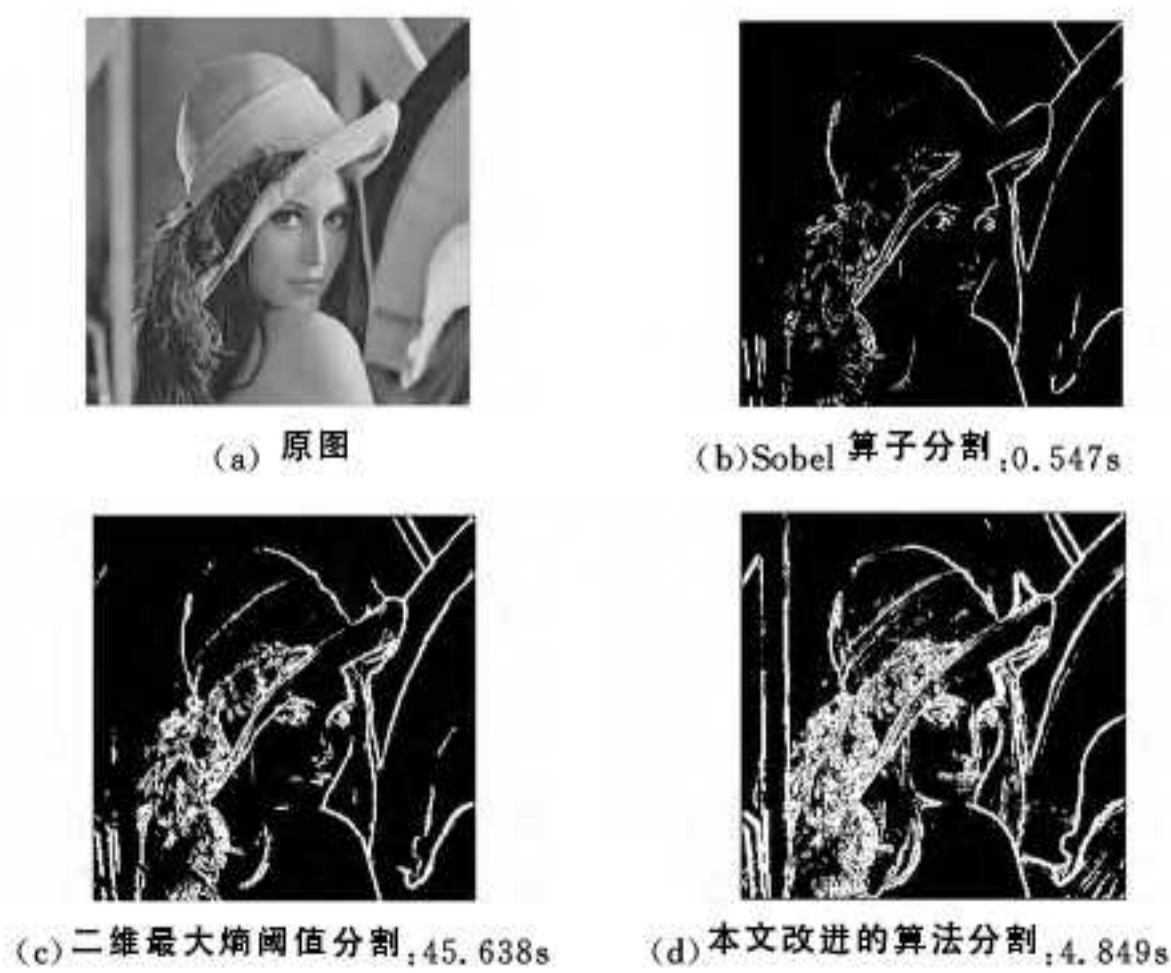 (a) 原图
(b)Sobel 算子分割:0.547s
(c)二维最大熵阈值分割:45.638s
(d)本文改进的算法分割:4.849s